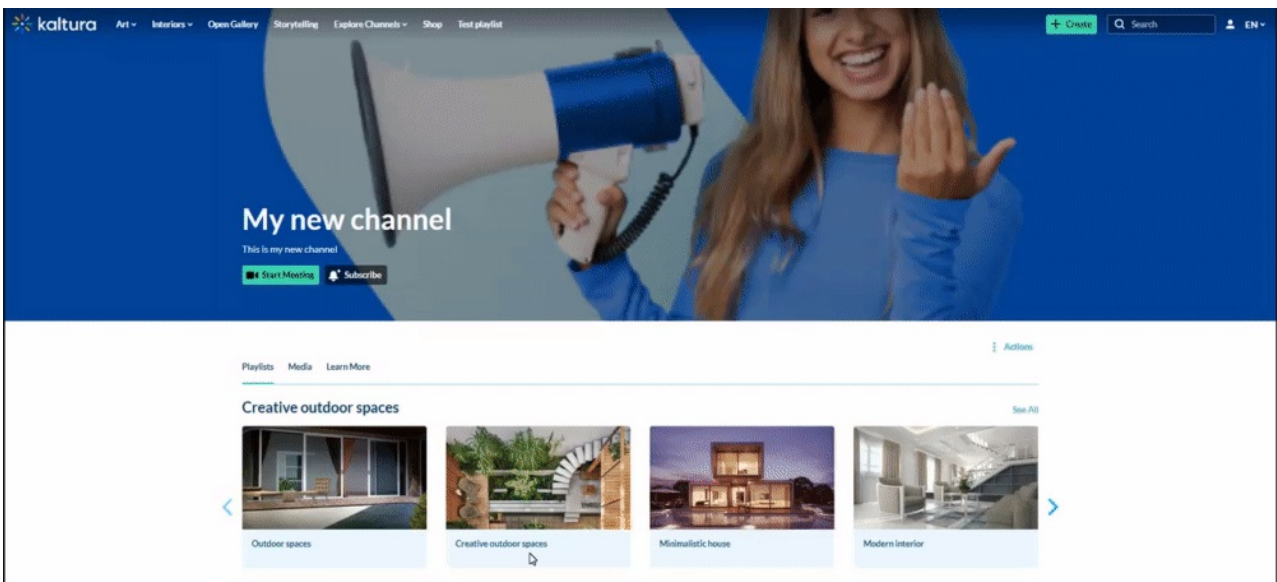 kaltura Art Interiors Open Gallery Storytelling Explore Channels Shop Test playlist + Create Search EN
My new channel
This is my new channel
Start Meeting Subscribe
Actions
Playlists Media Learn More
Creative outdoor spaces See All
Outdoor spaces Creative outdoor spaces Minimalistic house Modern interior